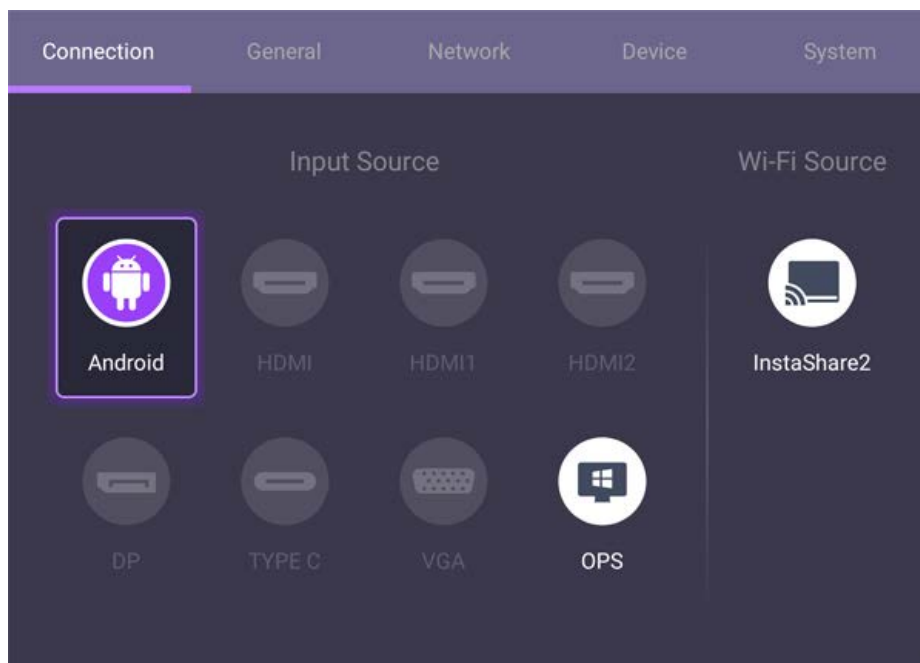 Connection General Network Device System
Input Source Wi-Fi Source
Android HDMI HDMI1 HDMI2 InstaShare2
DP TYPE C VGA OPS